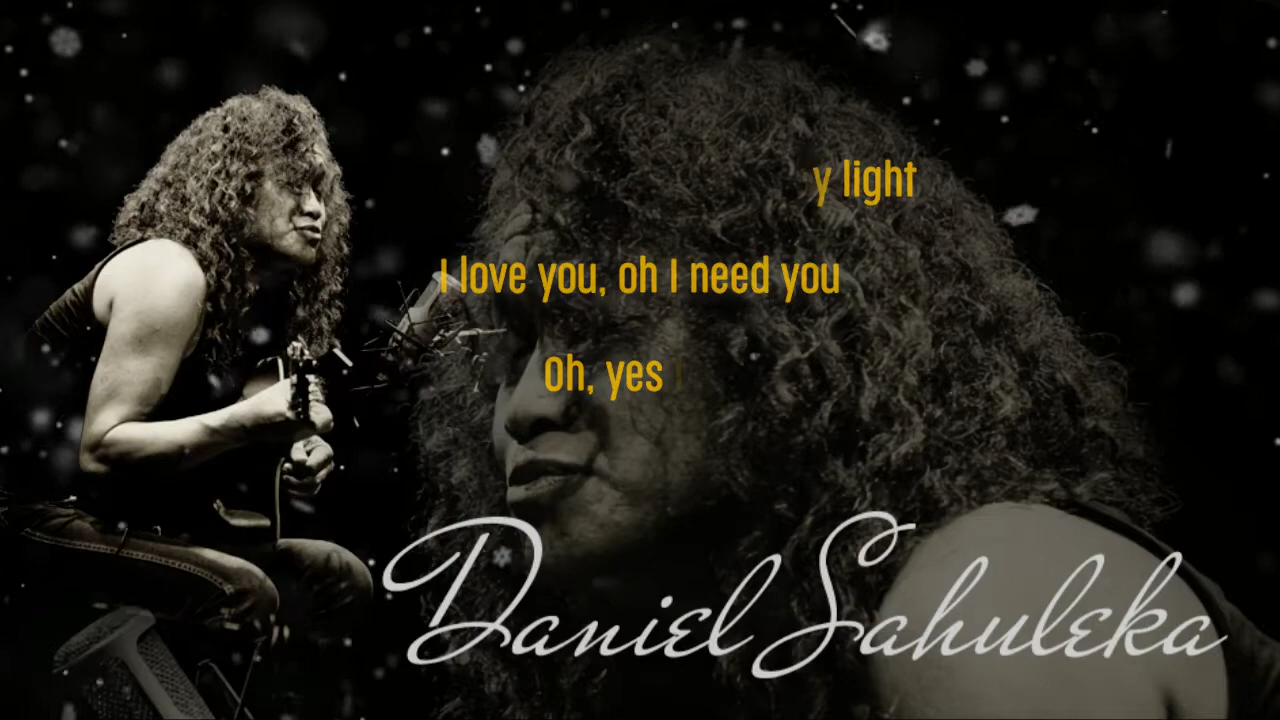 y light
I love you, oh I need you
Oh, yes
Daniel Sahuleka